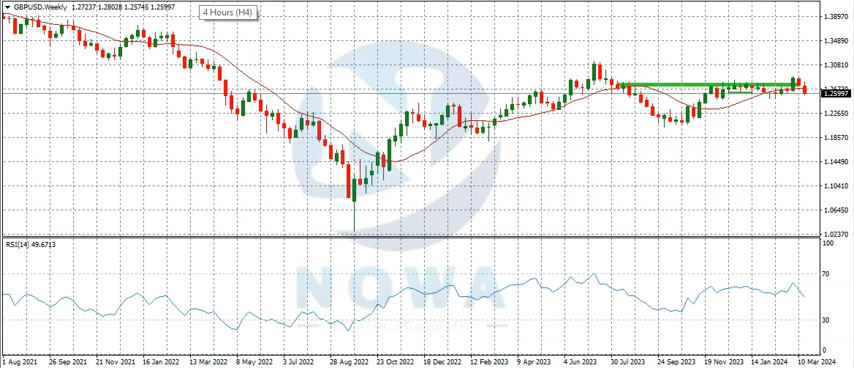 GBPUSD,Weekly 1.27237 1.28028 1.25745 1.25997
4 Hours (H4)
1.38970
1.34890
1.30810
1.25997
1.22650
1.18570
1.14490
1.10410
1.06450
1.02370
NOWA
RSI(14) 49.6713
100
70
30
0
1 Aug 2021 26 Sep 2021 21 Nov 2021 16 Jan 2022 13 Mar 2022 8 May 2022 3 Jul 2022 28 Aug 2022 23 Oct 2022 18 Dec 2022 12 Feb 2023 9 Apr 2023 4 Jun 2023 30 Jul 2023 24 Sep 2023 19 Nov 2023 14 Jan 2024 10 Mar 2024